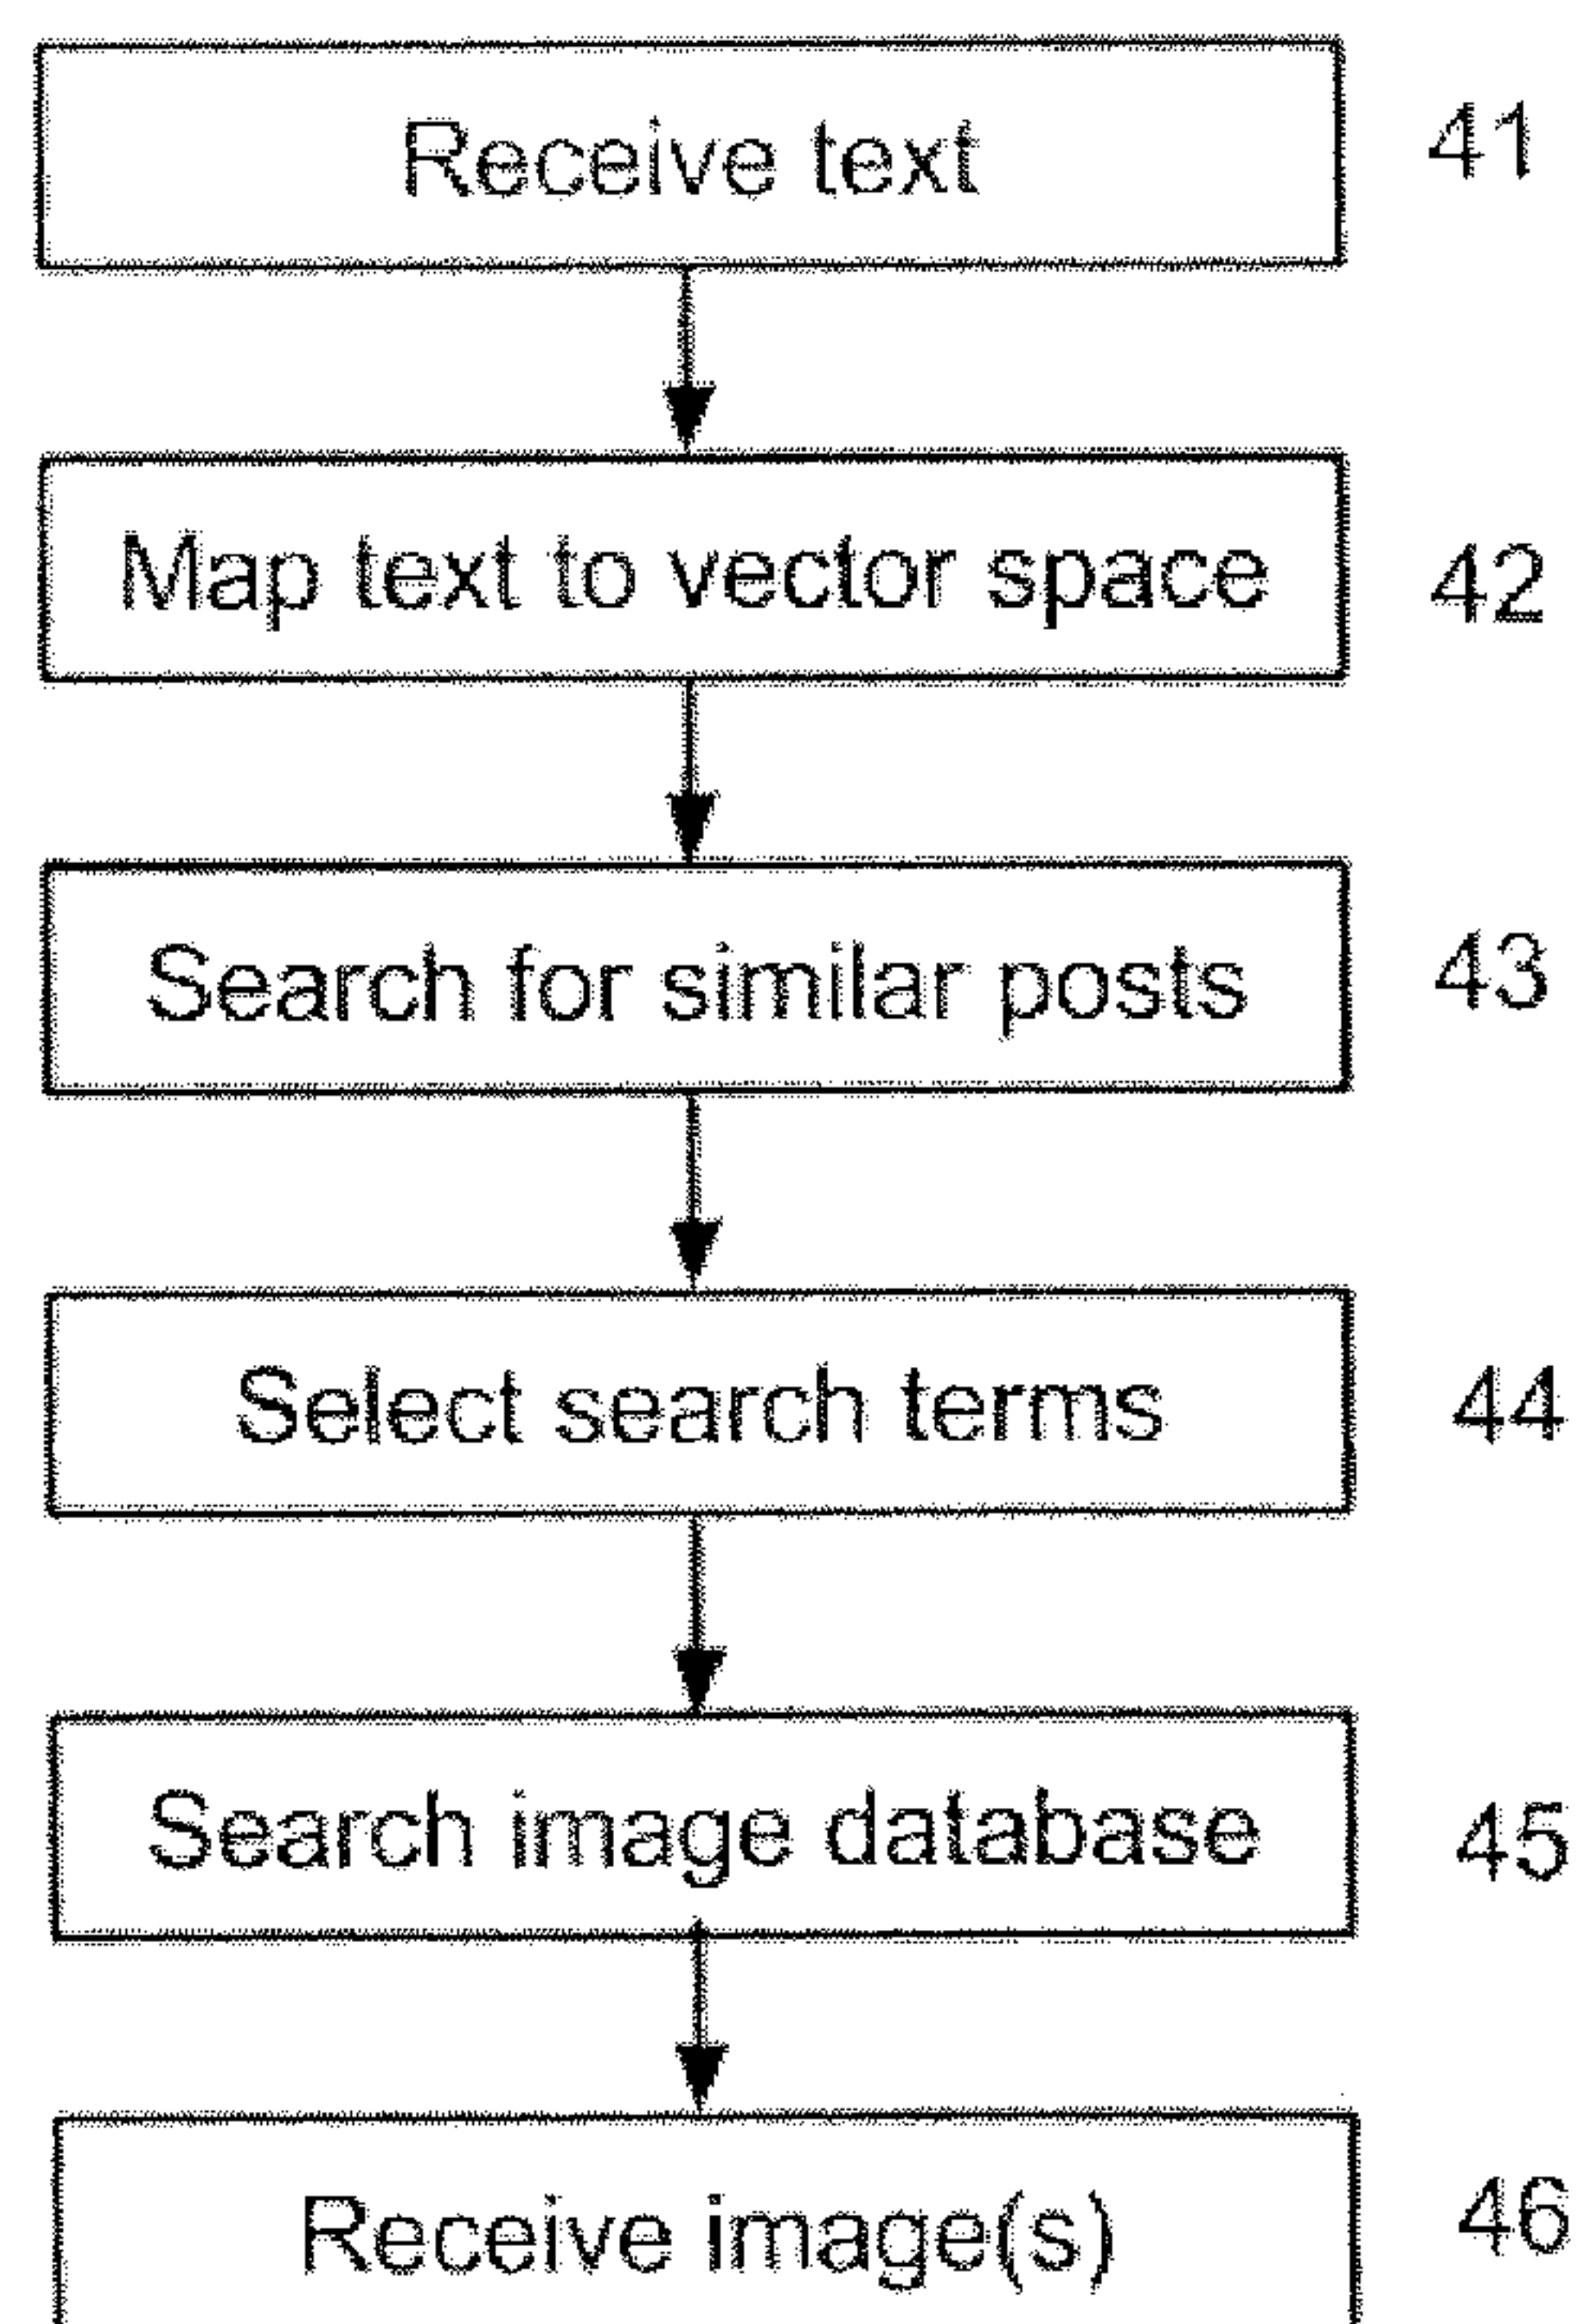 Receive text 41
Map text to vector space 42
Search for similar posts 43
Select search terms 44
Search image database 45
Receive image(s) 46